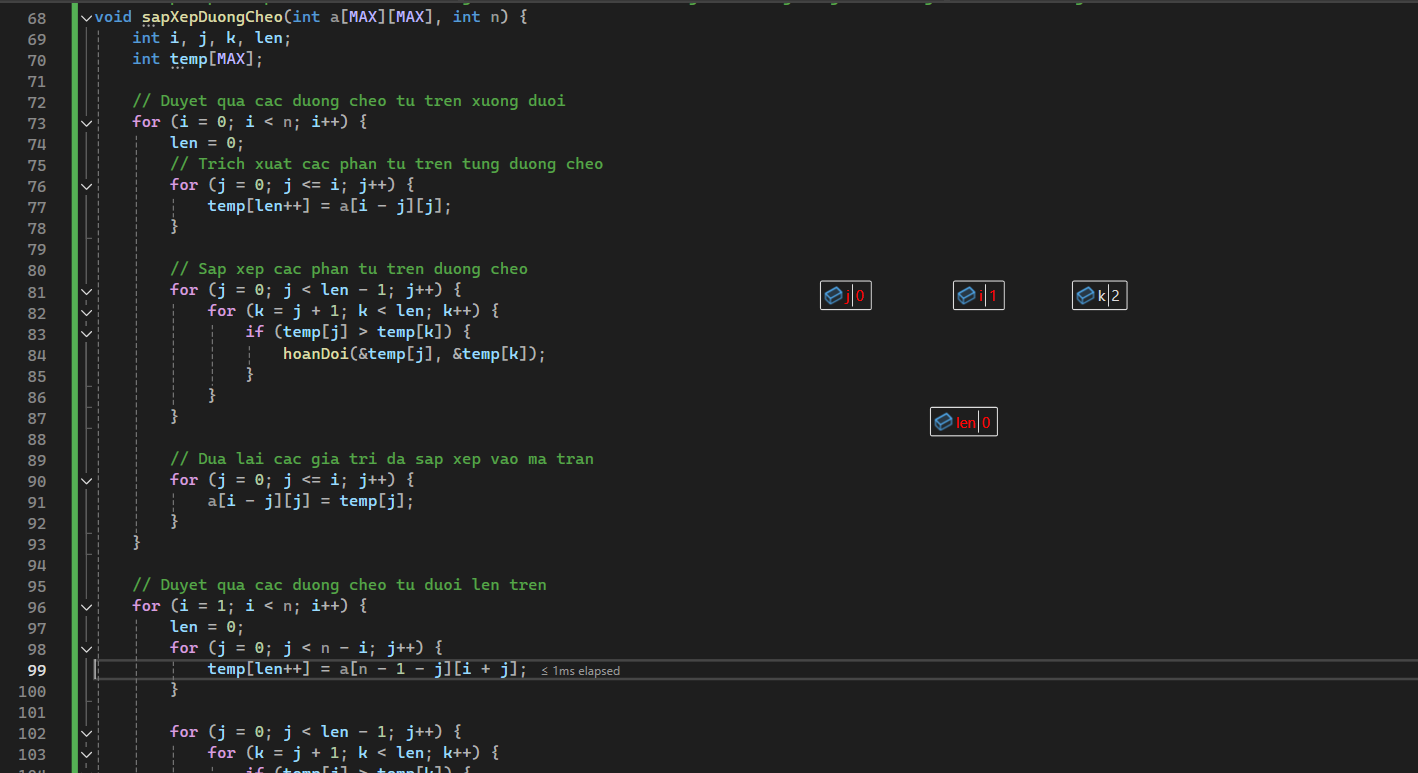 68 void sapXepDuongCheo(int a[MAX][MAX], int n) {
69 int i, j, k, len;
70 int temp[MAX];
71
72 // Duyet qua cac duong cheo tu tren xuong duoi
73 for (i = 0; i < n; i++) {
74 len = 0;
75 // Trich xuat cac phan tu tren tung duong cheo
76 for (j = 0; j <= i; j++) {
77 temp[len++] = a[i - j][j];
78 }
79
80 // Sap xep cac phan tu tren duong cheo
81 for (j = 0; j < len - 1; j++) { j 0 i 1 k 2
82 for (k = j + 1; k < len; k++) {
83 if (temp[j] > temp[k]) {
84 hoanDoi(&temp[j], &temp[k]);
85 }
86 }
87 } len 0
88
89 // Dua lai cac gia tri da sap xep vao ma tran
90 for (j = 0; j <= i; j++) {
91 a[i - j][j] = temp[j];
92 }
93 }
94
95 // Duyet qua cac duong cheo tu duoi len tren
96 for (i = 1; i < n; i++) {
97 len = 0;
98 for (j = 0; j < n - i; j++) {
99 temp[len++] = a[n - 1 - j][i + j]; ≤ 1ms elapsed
100 }
101
102 for (j = 0; j < len - 1; j++) {
103 for (k = j + 1; k < len; k++) {